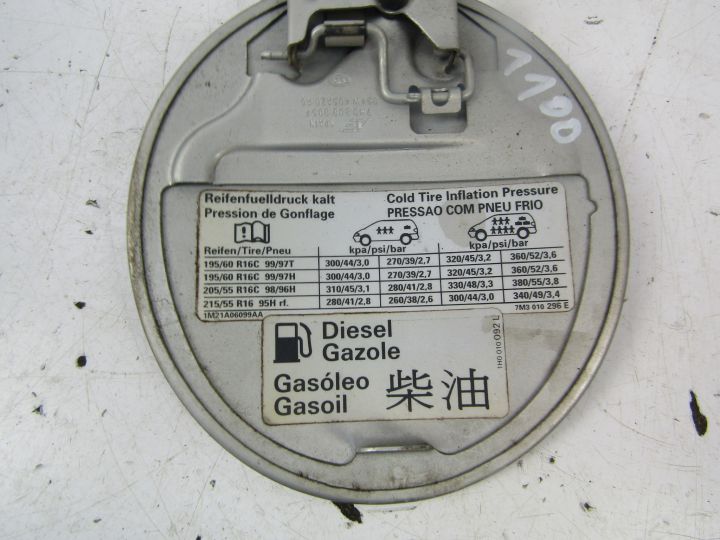 1100
SPAIN
Reifenfuelldruck kalt
Pression de Gonflage
Cold Tire Inflation Pressure
PRESSAO COM PNEU FRIO
Reifen/Tire/Pneu kpa/psi/bar kpa/psi/bar
195/60 R16C 99/97T 300/44/3,0 270/39/2,7 320/45/3,2 360/52/3,6
195/60 R16C 99/97H 300/44/3,0 270/39/2,7 320/45/3,2 360/52/3,6
205/55 R16C 98/96H 310/45/3,1 280/41/2,8 330/48/3,3 380/55/3,8
215/55 R16 95H rf. 280/41/2,8 260/38/2,6 300/44/3,0 340/49/3,4
1M21A06099AA
7M3 010 296 E
Diesel
Gazole
Gasóleo
Gasoil
柴油
1H0 010 092 L